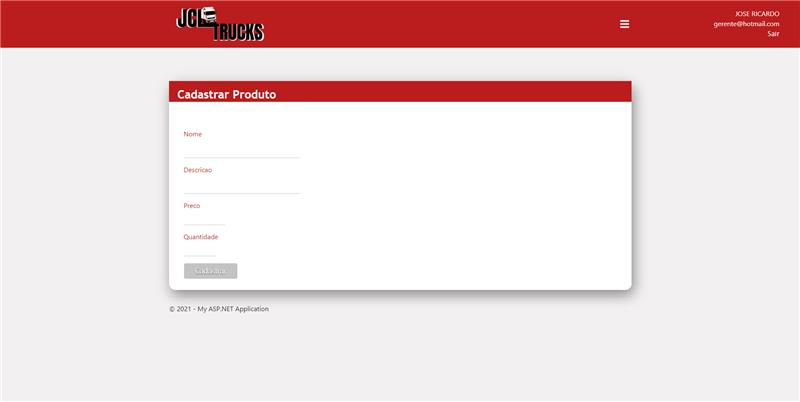 JCL
TRUCKS
JOSE RICARDO
gerente@hotmail.com
Sair
Cadastrar Produto
Nome
Descricao
Preco
Quantidade
Cadastrar
© 2021 - My ASP.NET Application